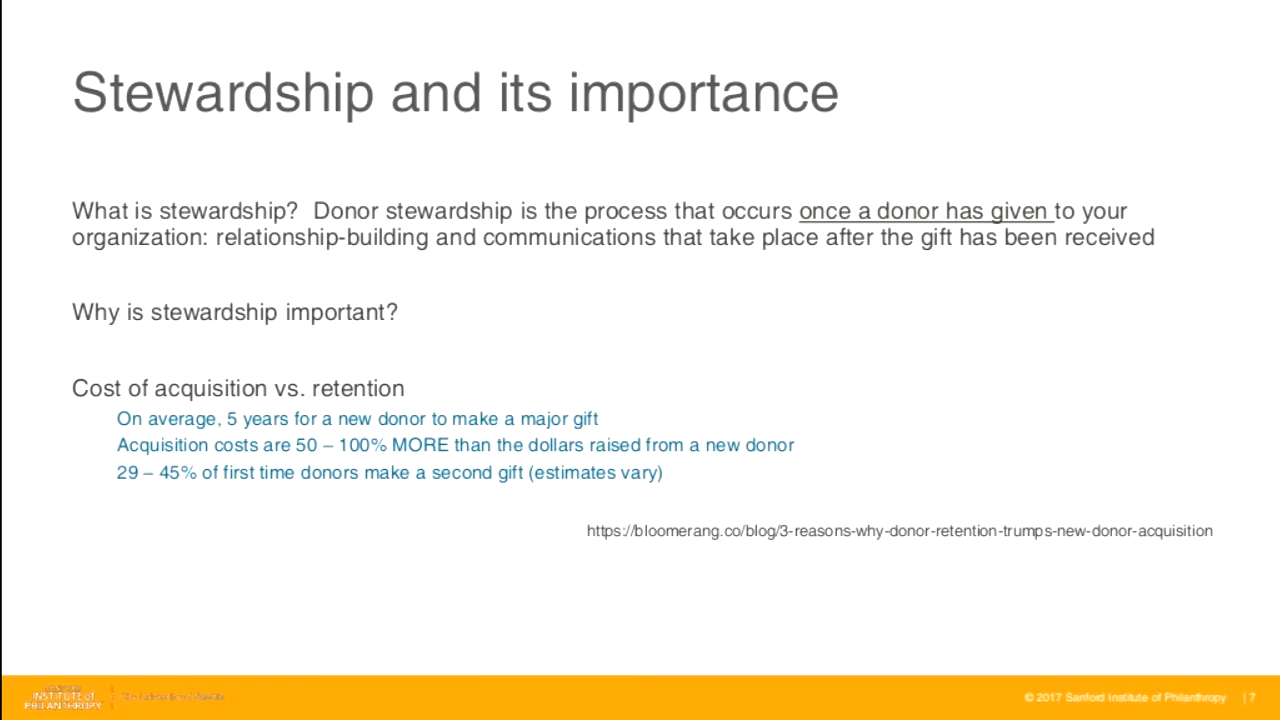 Stewardship and its importance
What is stewardship? Donor stewardship is the process that occurs once a donor has given to your
organization: relationship-building and communications that take place after the gift has been received
Why is stewardship important?
Cost of acquisition vs. retention
On average, 5 years for a new donor to make a major gift
Acquisition costs are 50 – 100% MORE than the dollars raised from a new donor
29 – 45% of first time donors make a second gift (estimates vary)
https://bloomerang.co/blog/3-reasons-why-donor-retention-trumps-new-donor-acquisition
INSTITUTE of
PHILANTHROPY
© 2017 Sanford Institute of Philanthropy | 7